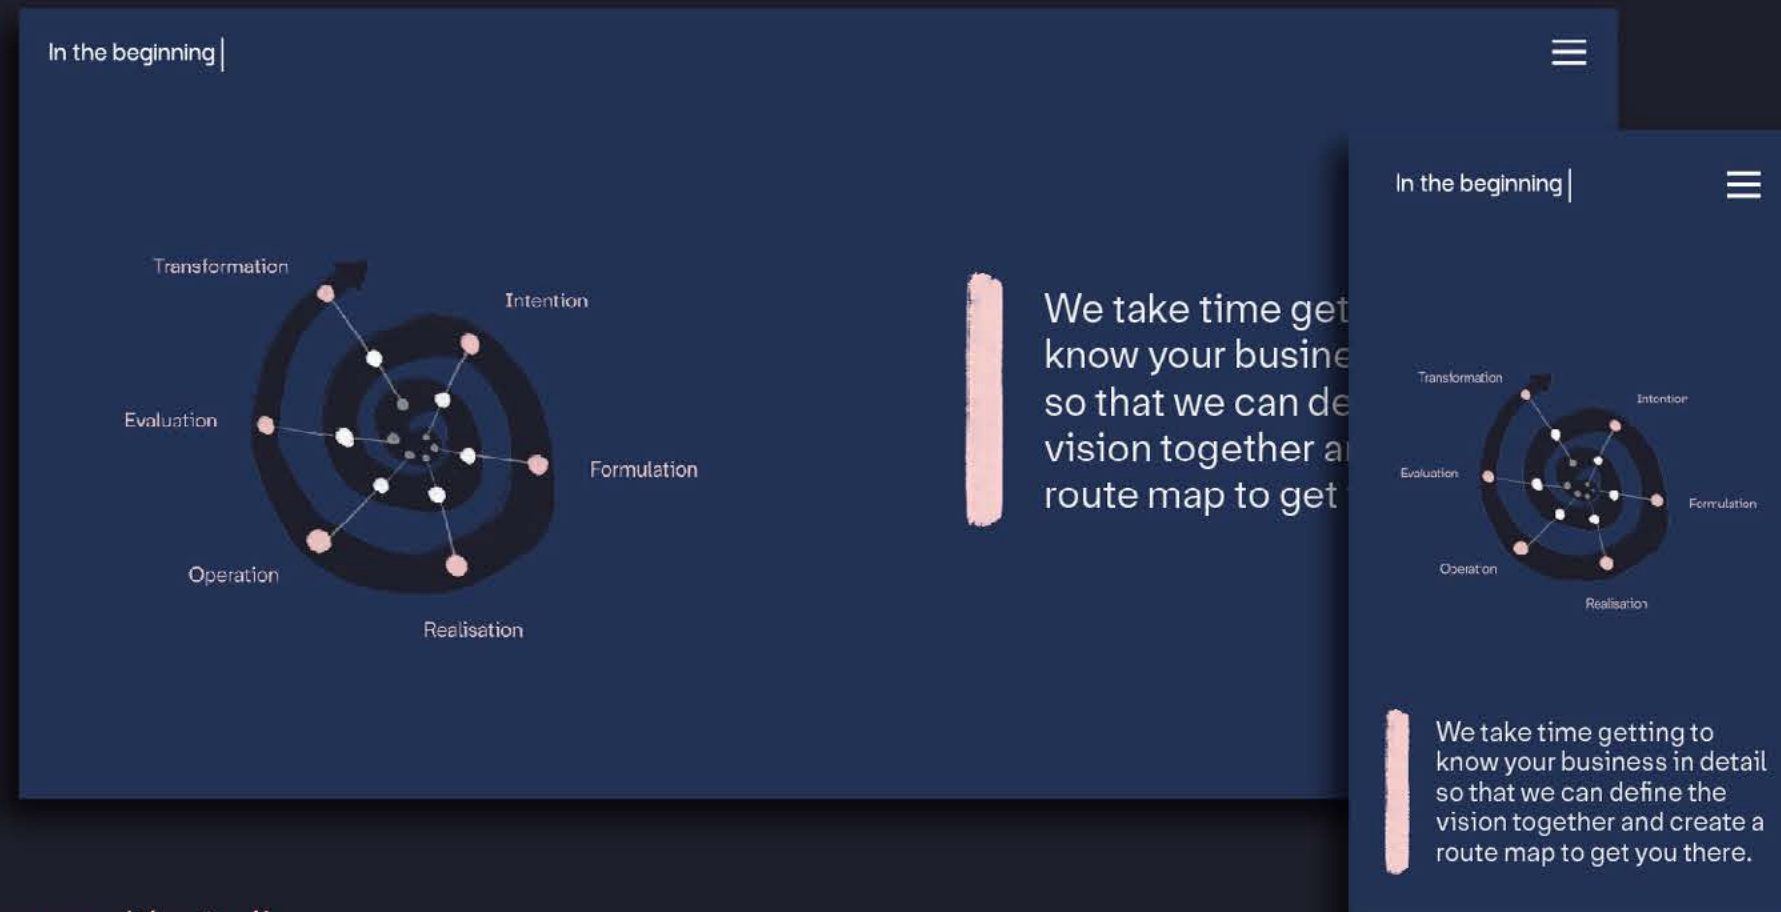 In the beginning
Transformation
Intention
Evaluation
Formulation
Operation
Realisation
We take time get
know your busine
so that we can de
vision together a
route map to get
In the beginning
Transformation
Intention
Evaluation
Formulation
Operation
Realisation
We take time getting to
know your business in detail
so that we can define the
vision together and create a
route map to get you there.